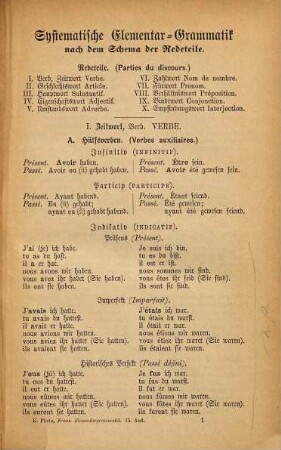 Systematische Elementar-Grammatik
nach dem Schema der Redeteile.
Redeteile. (Parties du discours.)
I. Verb, Zeitwort Verbe.
II. Geschlechtswort Article.
III. Hauptwort Substantif.
IV. Eigenschaftswort Adjectif.
V. Umstandswort Adverbe.
VI. Zahlwort Nom de nombre.
VII. Fürwort Pronom.
VIII. Verhältniswort Préposition.
IX. Bindewort Conjonction.
X. Empfindungswort Interjection.
I. Zeitwort, Verb. VERBE.
A. Hilfsverben. (Verbes auxiliaires.)
Infinitiv (INFINITIF).
Présent. Avoir haben.
Passé. Avoir eu (ü) gehabt haben.
Présent. Être sein.
Passé. Avoir été gewesen sein.
Particip (PARTICIPE).
Présent. Ayant habend.
Passé. Eu (ü) gehabt;
ayant eu (ü) gehabt habend.
Présent. Étant seiend.
Passé. Été gewesen;
ayant été gewesen seiend.
Indikativ (INDICATIF).
Präsens (Présent).
J'ai (je) ich habe.
tu as du hast.
il a er hat.
nous avons wir haben.
vous avez ihr habet (Sie haben).
ils ont sie haben.
Je suis ich bin.
tu es du bist.
il est er ist.
nous sommes wir sind.
vous êtes ihr seid (Sie sind).
ils sont sie sind.
Imperfekt (Imparfait).
J'avais ich hatte.
tu avais du hattest.
il avait er hatte.
nous avions wir hatten.
vous aviez ihr hattet (Sie hatten).
ils avaient sie hatten.
J'étais ich war.
tu étais du warst.
il était er war.
nous étions wir waren.
vous étiez ihr waret (Sie waren).
ils étaient sie waren.
Historisches Perfekt (Passé défini).
J'eus (jü) ich hatte.
tu eus du hattest.
il eut er hatte.
nous eûmes wir hatten.
vous eûtes ihr hattet (Sie hatten).
ils eurent sie hatten.
Je fus ich war.
tu fus du warst.
il fut er war.
nous fûmes wir waren.
vous fûtes ihr waret (Sie waren).
ils furent sie waren.
K. Ploetz, Franz. Elementargrammatik. 15. Aufl.
1